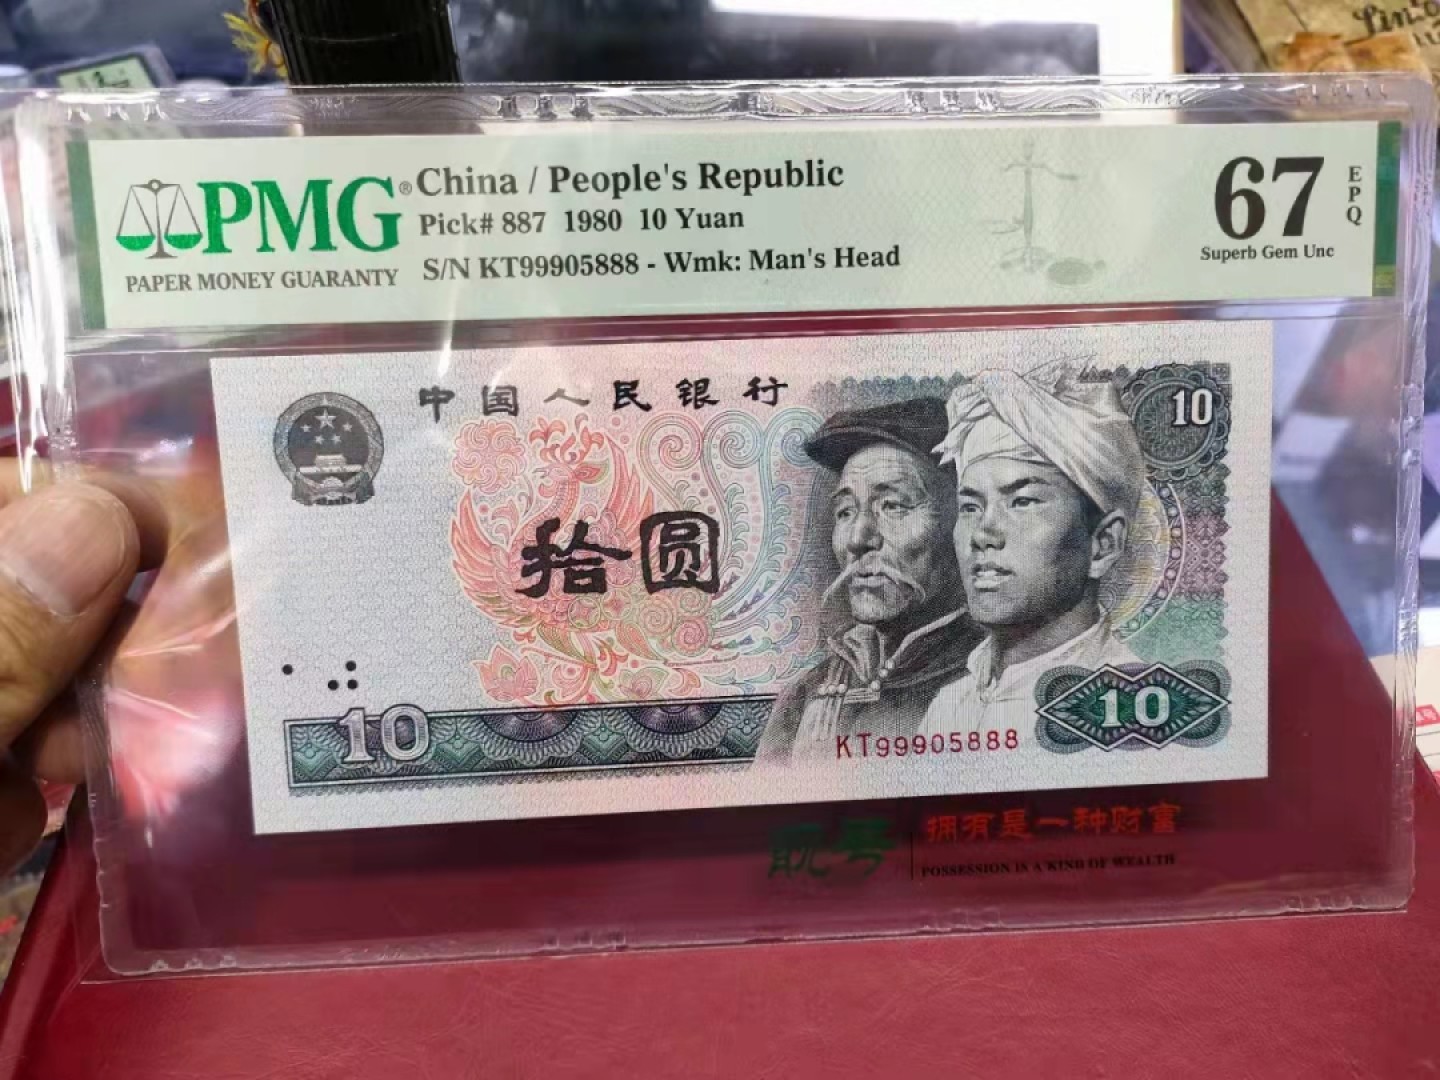 PMG®
PAPER MONEY GUARANTY
China / People's Republic
Pick# 887 1980 10 Yuan
S/N KT99905888 - Wmk: Man's Head
67
EPQ
Superb Gem Unc
中国人民银行
10
拾圆
10
KT99905888
10
号
拥有是一种财富
POSSESSION IS A KIND OF WEALTH